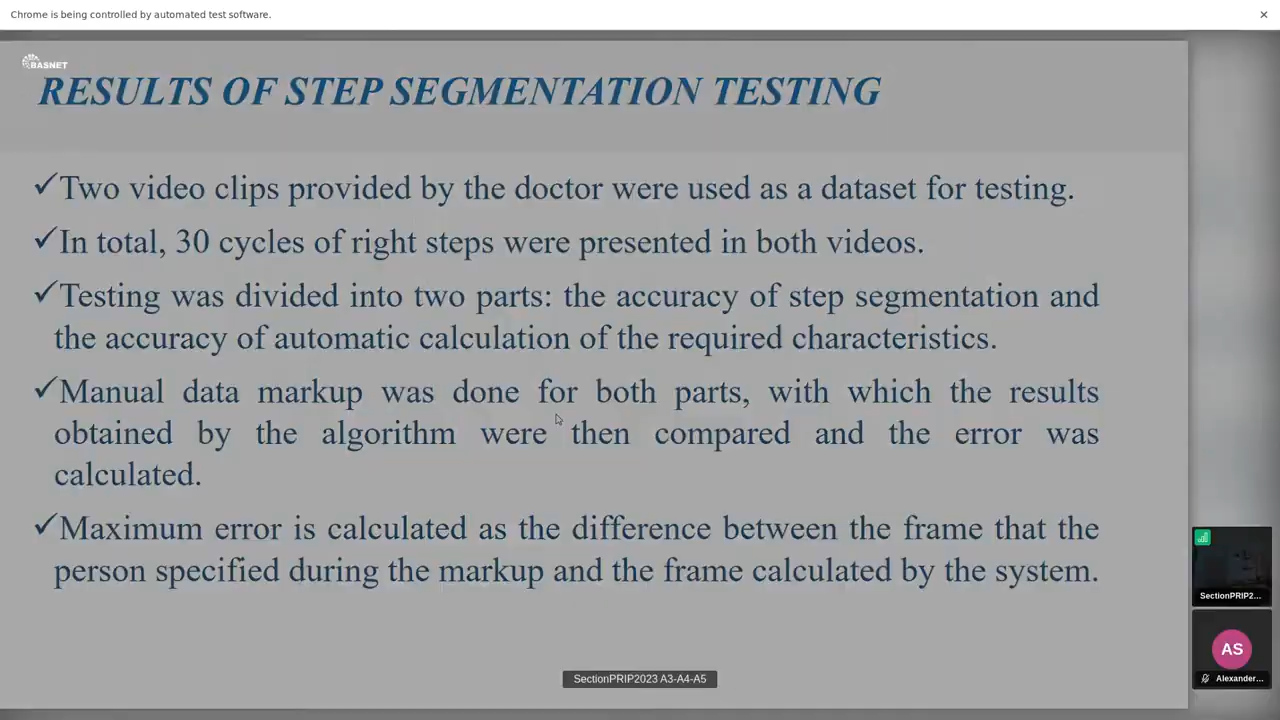 Chrome is being controlled by automated test software.
BASNET
RESULTS OF STEP SEGMENTATION TESTING
✓Two video clips provided by the doctor were used as a dataset for testing.
✓In total, 30 cycles of right steps were presented in both videos.
✓Testing was divided into two parts: the accuracy of step segmentation and
the accuracy of automatic calculation of the required characteristics.
✓Manual data markup was done for both parts, with which the results
obtained by the algorithm were then compared and the error was
calculated.
✓Maximum error is calculated as the difference between the frame that the
person specified during the markup and the frame calculated by the system.
SectionPRIP2...
AS
Alexander...
SectionPRIP2023 A3-A4-A5